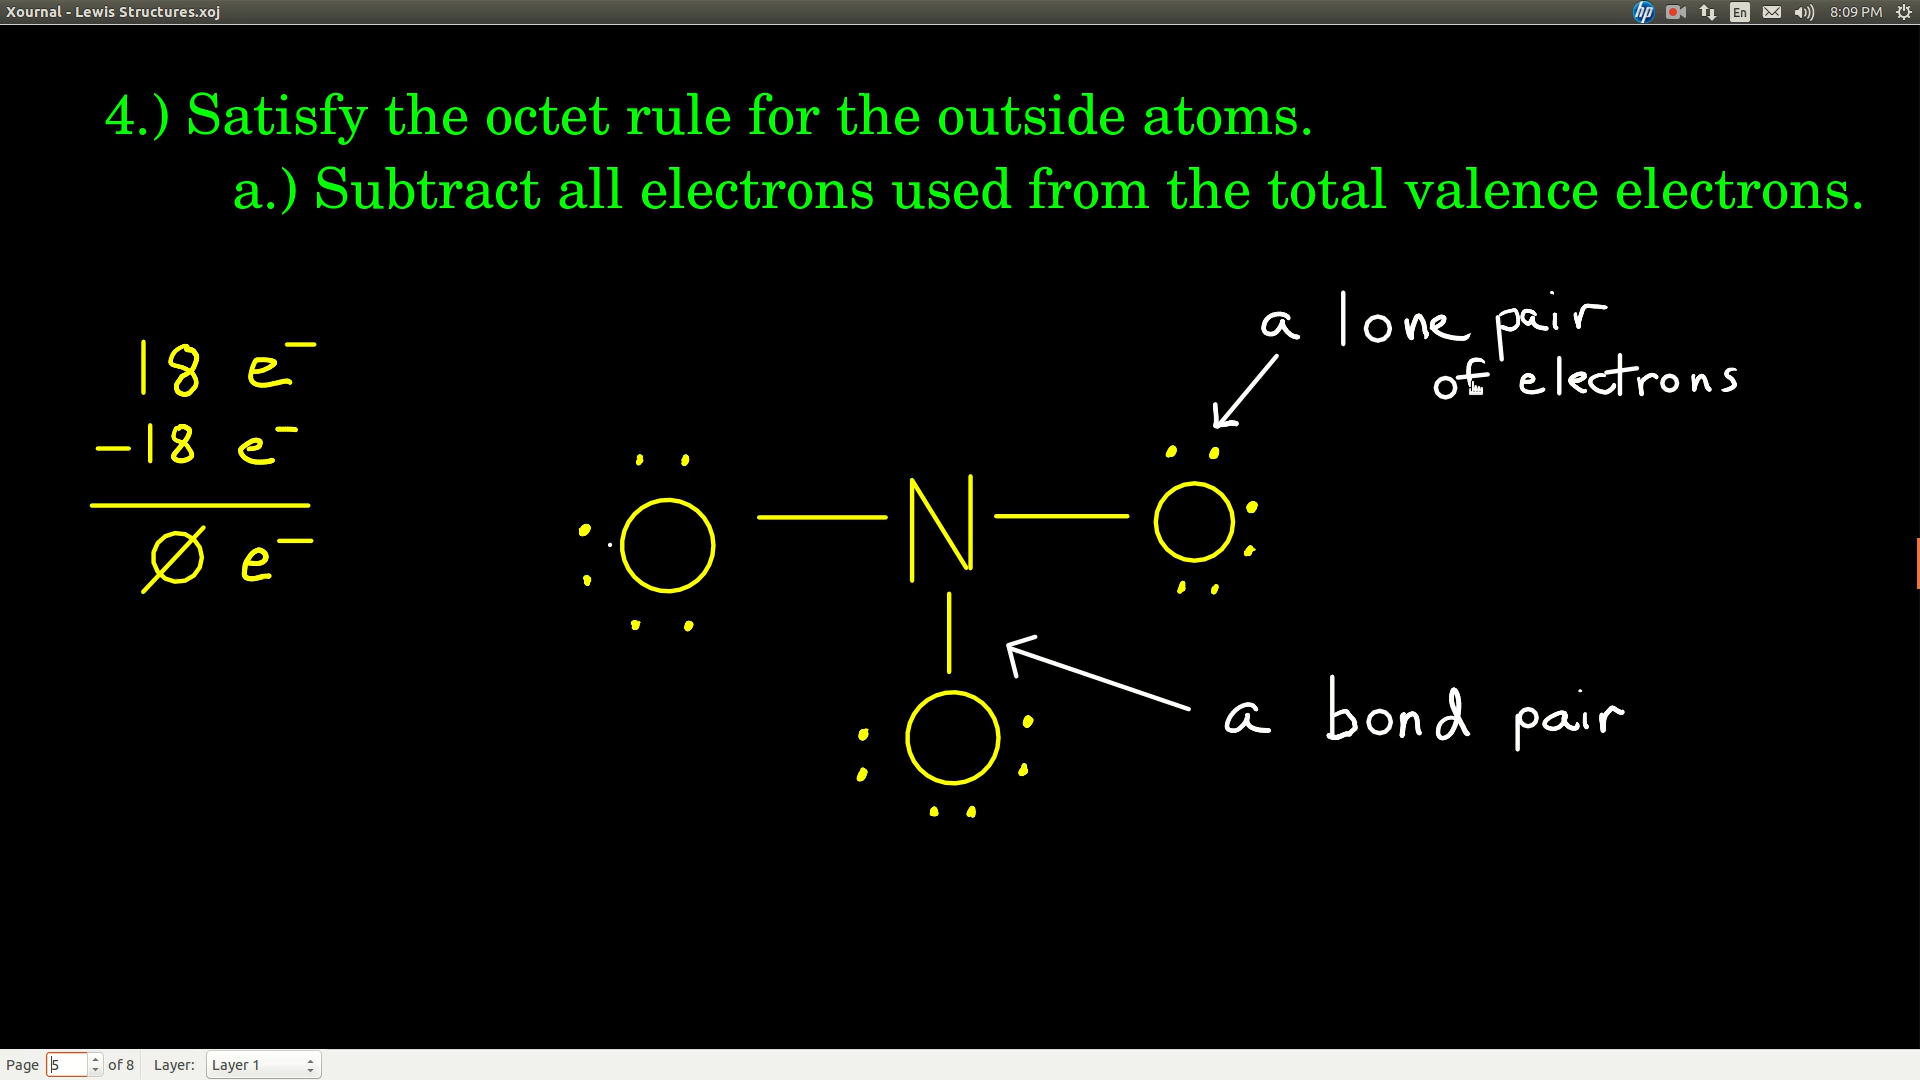 Xournal - Lewis Structures.xoj
hp En 8:09 PM
4.) Satisfy the octet rule for the outside atoms.
a.) Subtract all electrons used from the total valence electrons.
18 e⁻
-18 e⁻
Ø e⁻
a lone pair
of electrons
O N O
O
a bond pair
Page 5 of 8 Layer: Layer 1